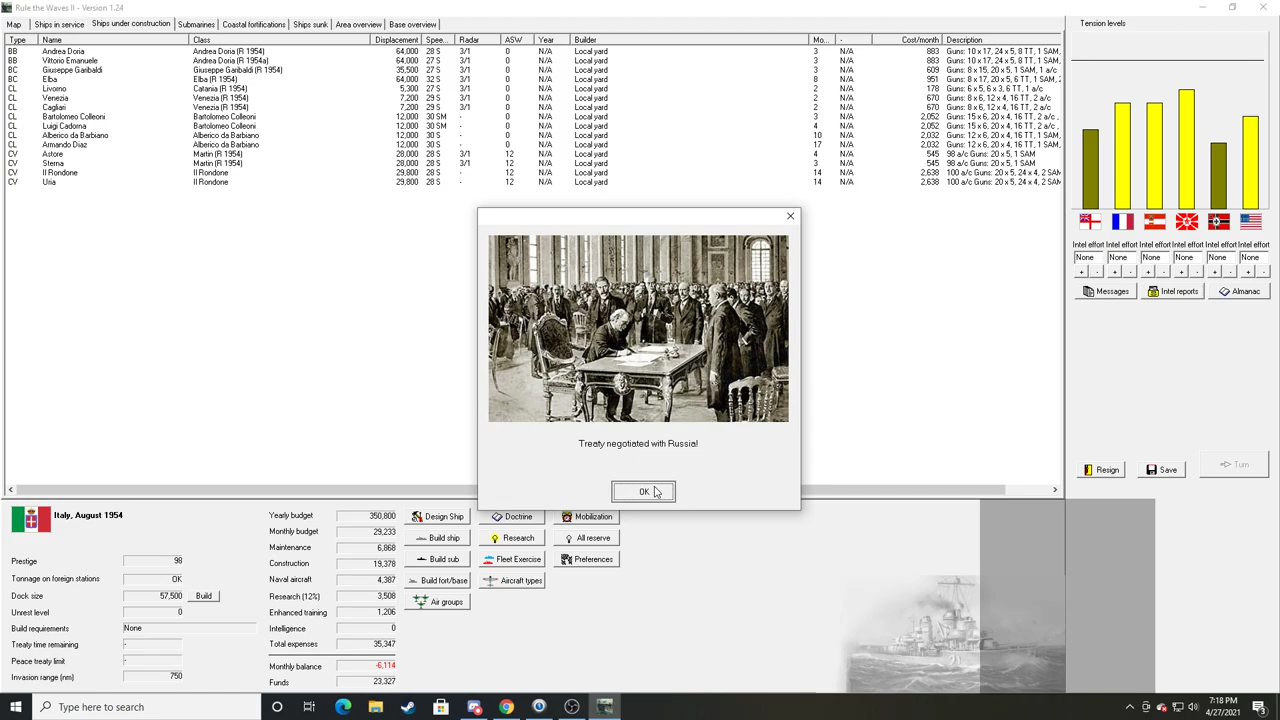 Rule the Waves II - Version 1.24
Map Ships in service Ships under construction Submarines Coastal fortifications Ships sunk Area overview Base overview
Type Name Class Displacement Spee... Radar ASW Year Builder Mo... - Cost/month Description
BB Andrea Doria Andrea Doria (R 1954) 64,000 28 S 3/1 0 N/A Local yard 3 N/A 883 Guns: 10 x 17, 24 x 5, 8 TT, 1 SAM,
BB Vittorio Emanuele Andrea Doria (R 1954a) 64,000 28 S 3/1 0 N/A Local yard 3 N/A 883 Guns: 10 x 17, 24 x 5, 8 TT, 1 SAM,
BC Giuseppe Garibaldi Giuseppe Garibaldi (R 1954) 35,500 27 S 3/1 0 N/A Local yard 3 N/A 609 Guns: 8 x 15, 20 x 5, 1 SAM, 1 a/c
BC Elba Elba (R 1954) 64,000 32 S 3/1 0 N/A Local yard 8 N/A 951 Guns: 8 x 17, 20 x 5, 6 TT, 1 SAM, 2
CL Livorno Catania (R 1954) 5,300 27 S 3/1 0 N/A Local yard 2 N/A 178 Guns: 6 x 5, 6 x 3, 6 TT, 1 a/c
CL Venezia Venezia (R 1954) 7,200 29 S 3/1 0 N/A Local yard 2 N/A 670 Guns: 8 x 6, 12 x 4, 16 TT, 2 a/c,
CL Cagliari Venezia (R 1954) 7,200 29 S 3/1 0 N/A Local yard 2 N/A 670 Guns: 8 x 6, 12 x 4, 16 TT, 2 a/c,
CL Bartolomeo Colleoni Bartolomeo Colleoni 12,000 30 SM - 0 N/A Local yard 3 N/A 2,052 Guns: 15 x 6, 20 x 4, 16 TT, 1 SAM,
CL Luigi Cadorna Bartolomeo Colleoni 12,000 30 SM - 0 N/A Local yard 4 N/A 2,052 Guns: 15 x 6, 20 x 4, 16 TT, 1 SAM,
CL Alberico da Barbiano Alberico da Barbiano 12,000 28 S - 0 N/A Local yard 10 N/A 2,032 Guns: 12 x 6, 20 x 4, 16 TT, 1 SAM,
CL Armando Diaz Alberico da Barbiano 12,000 28 S - 0 N/A Local yard 17 N/A 2,032 Guns: 12 x 6, 20 x 4, 16 TT, 1 SAM,
CV Astore Martin (R 1954) 28,000 28 S 3/1 12 N/A Local yard 4 N/A 545 98 a/c Guns: 20 x 5, 1 SAM
CV Sterna Martin (R 1954) 28,000 28 S 3/1 12 N/A Local yard 3 N/A 545 98 a/c Guns: 20 x 5, 1 SAM
CV Il Rondone Il Rondone 29,800 28 S - 12 N/A Local yard 14 N/A 2,638 100 a/c Guns: 20 x 5, 24 x 4, 2 SAM
CV Uria Il Rondone 29,800 28 S - 12 N/A Local yard 14 N/A 2,638 100 a/c Guns: 20 x 5, 24 x 4, 2 SAM
Tension levels
Intel effort Intel effort Intel effort Intel effort Intel effort Intel effort
None None None None None None
+ - + - + - + - + - + -
Messages Intel reports Almanac
Treaty negotiated with Russia!
OK
Resign Save Turn
Italy, August 1954
Prestige 98
Tonnage on foreign stations OK
Dock size 57,500 Build
Unrest level 0
Build requirements None
Treaty time remaining -
Peace treaty limit -
Invasion range (nm) 750
Yearly budget 350,800
Monthly budget 29,233
Maintenance 6,868
Construction 19,378
Naval aircraft 4,387
Research (12%) 3,508
Enhanced training 1,206
Intelligence 0
Total expenses 35,347
Monthly balance -6,114
Funds 23,327
Design Ship Doctrine Mobilization
Build ship Research All reserve
Build sub Fleet Exercise Preferences
Build fort/base Aircraft types
Air groups
Type here to search
7:18 PM
4/27/2021
3